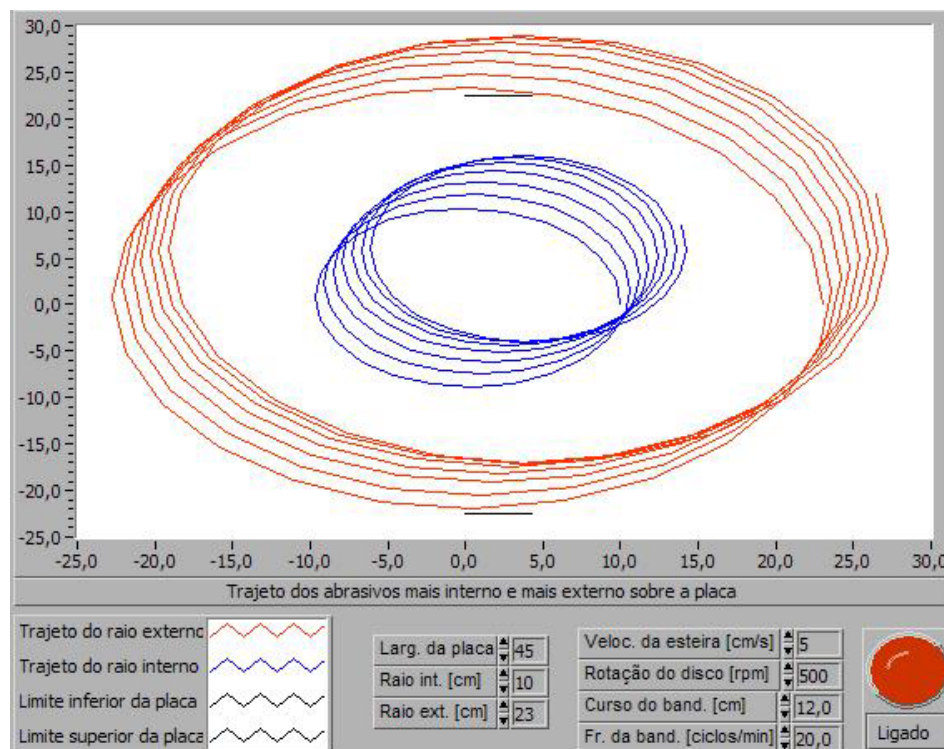 30,0
25,0
20,0
15,0
10,0
5,0
0,0
-5,0
-10,0
-15,0
-20,0
-25,0
-25,0 -20,0 -15,0 -10,0 -5,0 0,0 5,0 10,0 15,0 20,0 25,0 30,0
Trajeto dos abrasivos mais interno e mais externo sobre a placa
Trajeto do raio externo
Trajeto do raio interno
Limite inferior da placa
Limite superior da placa
Larg. da placa 45
Raio int. [cm] 10
Raio ext. [cm] 23
Veloc. da esteira [cm/s] 5
Rotação do disco [rpm] 500
Curso do band. [cm] 12,0
Fr. da band. [ciclos/min] 20,0
Ligado